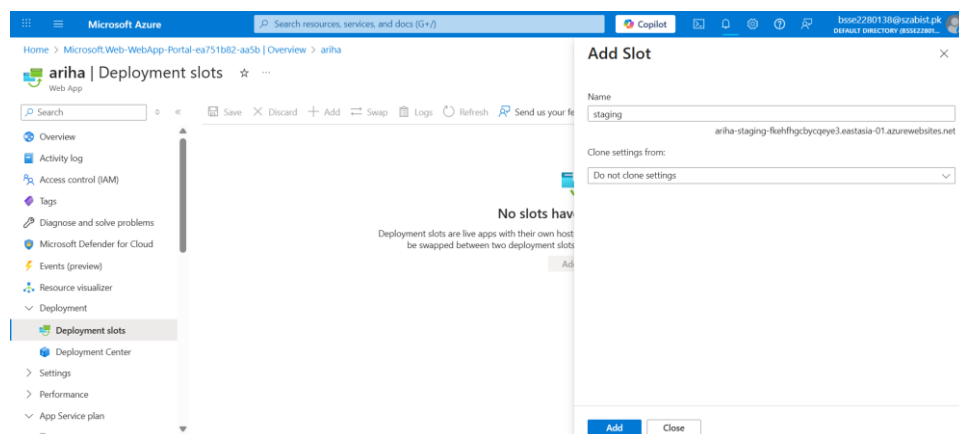 Microsoft Azure
Search resources, services, and docs (G+/)
Copilot
bsse2280138@szabist.pk
DEFAULT DIRECTORY (BSSE22801...
Home > Microsoft.Web-WebApp-Portal-ea751b82-aa5b | Overview > ariha
ariha | Deployment slots
Web App
Search
Save Discard Add Swap Logs Refresh Send us your fe
Overview
Activity log
Access control (IAM)
Tags
Diagnose and solve problems
Microsoft Defender for Cloud
Events (preview)
Resource visualizer
Deployment
Deployment slots
Deployment Center
Settings
Performance
App Service plan
No slots hav
Deployment slots are live apps with their own host
be swapped between two deployment slots
Ad
Add Slot
Name
staging
ariha-staging-fkehfhgcbycqeye3.eastasia-01.azurewebsites.net
Clone settings from:
Do not clone settings
Add Close